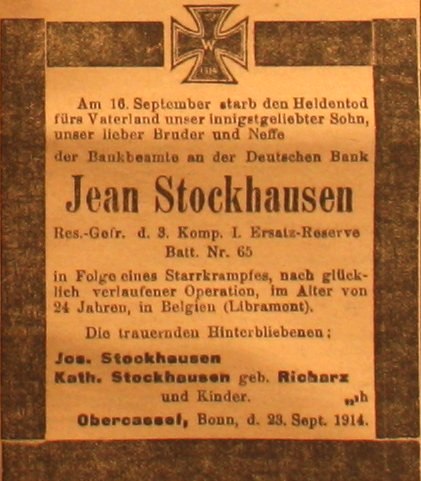 W
1914
Am 16. September starb den Heldentod
fürs Vaterland unser innigstgeliebter Sohn,
unser lieber Bruder und Neffe
der Bankbeamte an der Deutschen Bank
Jean Stockhausen
Res.-Gefr. d. 3. Komp. I. Ersatz-Reserve
Batt. Nr. 65
in Folge eines Starrkrampfes, nach glück-
lich verlaufener Operation, im Alter von
24 Jahren, in Belgien (Libramont).
Die trauernden Hinterbliebenen:
Jos. Stockhausen
Kath. Stockhausen geb. Richarz
und Kinder.
Obercassel, Bonn, d. 23. Sept. 1914.